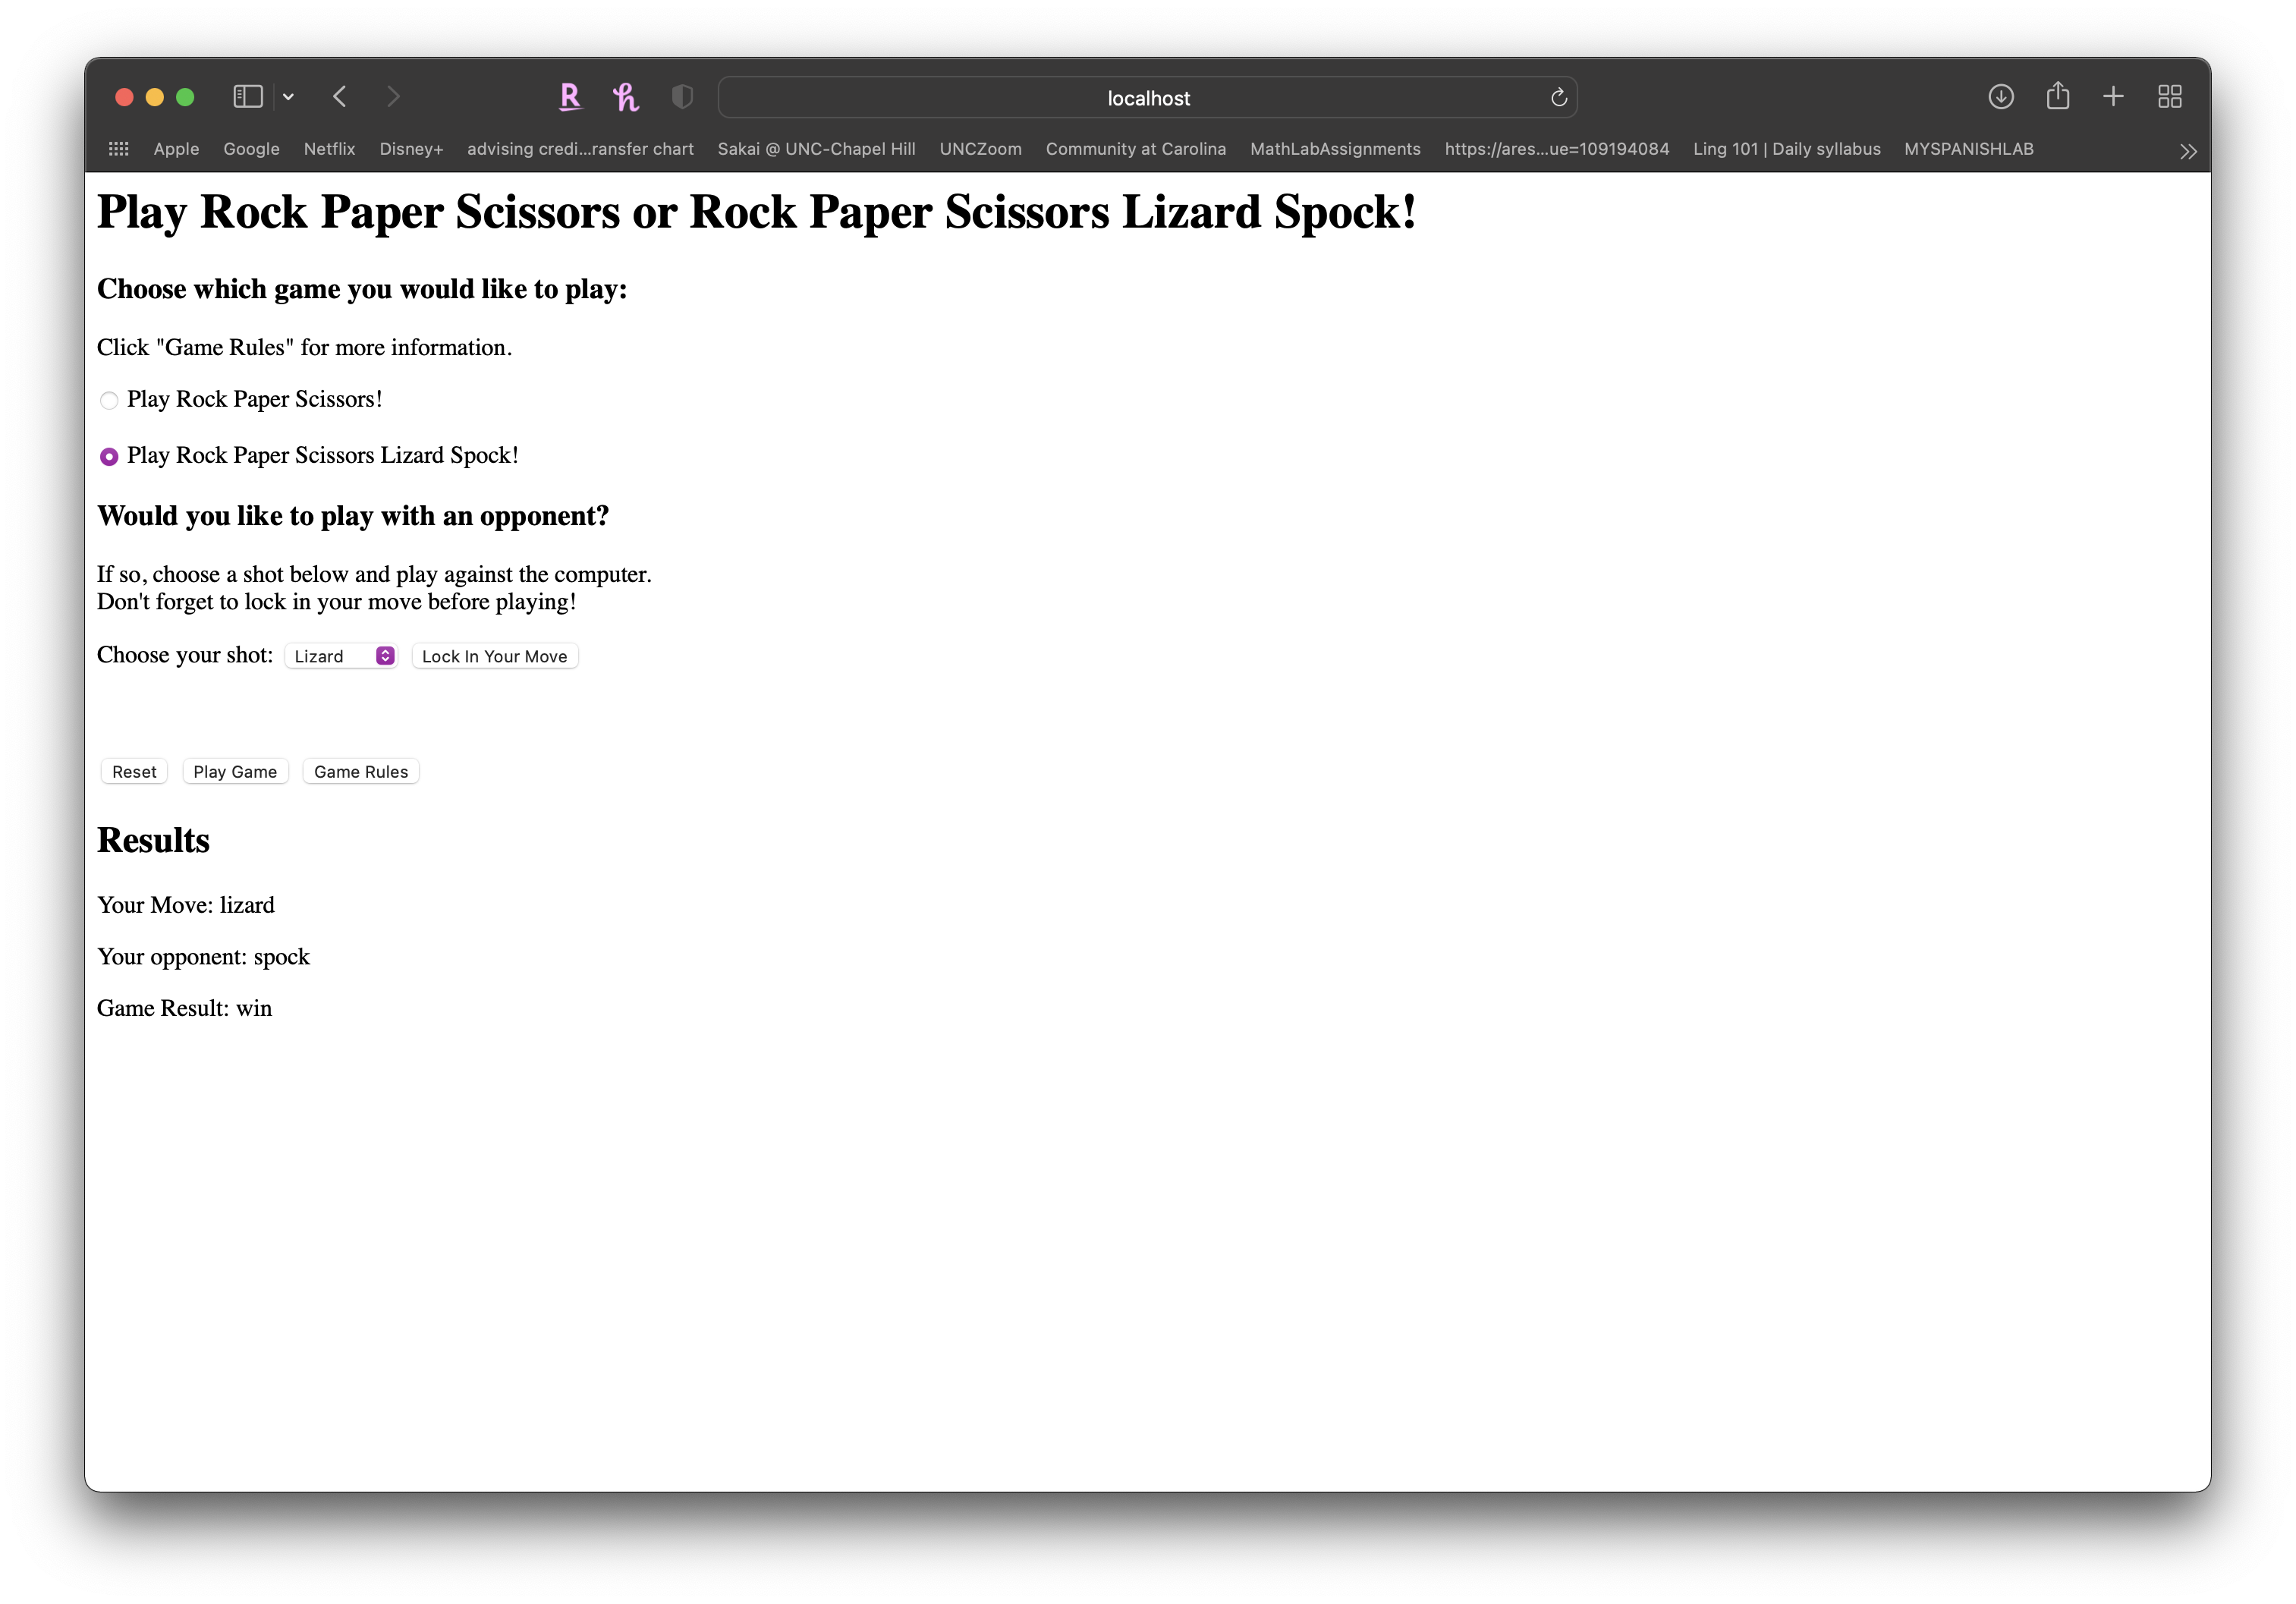 localhost
Apple Google Netflix Disney+ advising credi...ransfer chart Sakai @ UNC-Chapel Hill UNCZoom Community at Carolina MathLabAssignments https://ares...ue=109194084 Ling 101 | Daily syllabus MYSPANISHLAB
Play Rock Paper Scissors or Rock Paper Scissors Lizard Spock!
Choose which game you would like to play:
Click "Game Rules" for more information.
Play Rock Paper Scissors!
Play Rock Paper Scissors Lizard Spock!
Would you like to play with an opponent?
If so, choose a shot below and play against the computer.
Don't forget to lock in your move before playing!
Choose your shot: Lizard Lock In Your Move
Reset Play Game Game Rules
Results
Your Move: lizard
Your opponent: spock
Game Result: win